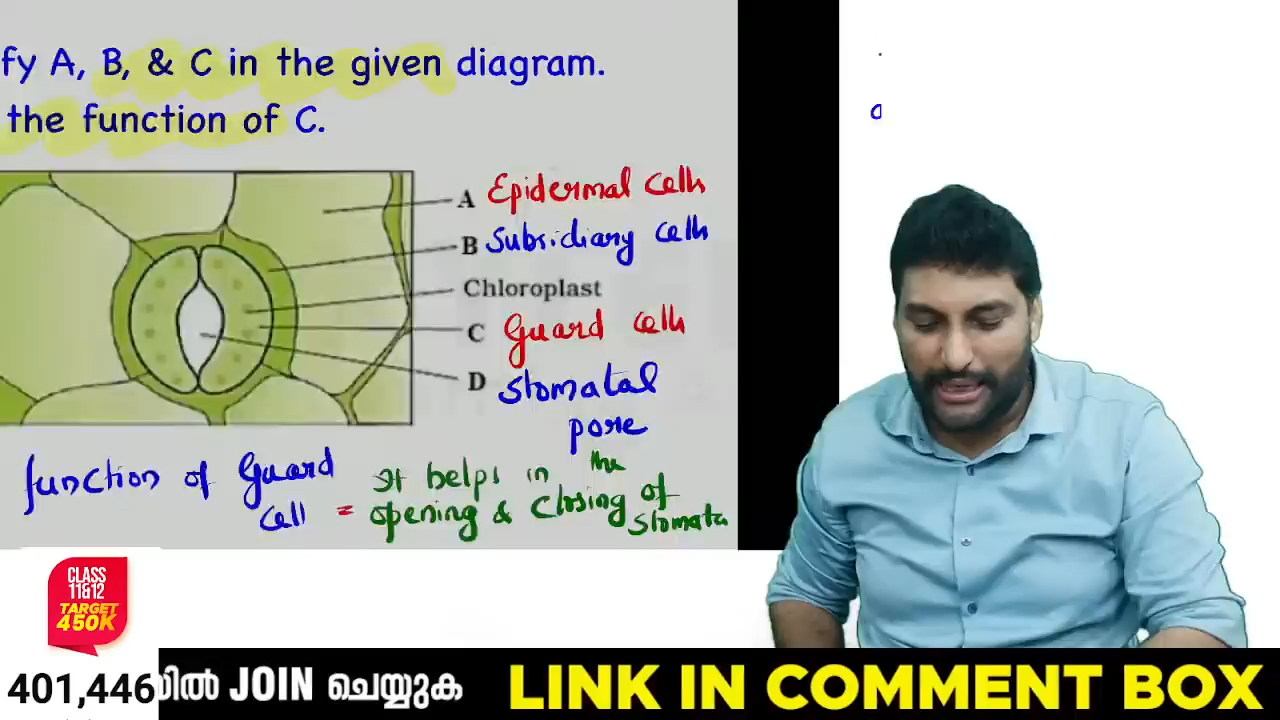 fy A, B, & C in the given diagram.
the function of C.
a
A Epidermal cells
B Subsidiary cells
Chloroplast
C Guard cells
D Stomatal
pore
function of Guard
cell = It helps in the
opening & closing of
stomata
CLASS
11&12
TARGET
450K
401,446
യിൽ JOIN ചെയ്യുക LINK IN COMMENT BOX